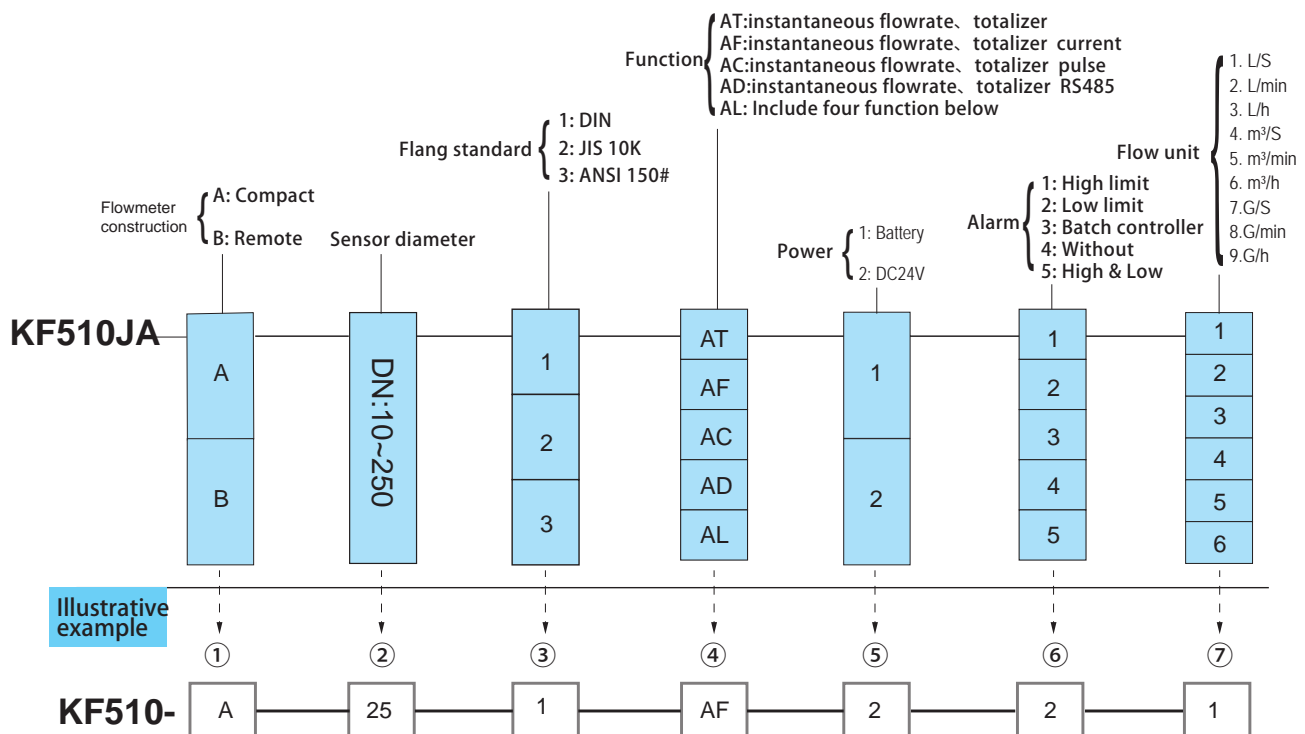 Function
AT:instantaneous flowrate、totalizer
AF:instantaneous flowrate、totalizer current
AC:instantaneous flowrate、totalizer pulse
AD:instantaneous flowrate、totalizer RS485
AL: Include four function below
Flow unit
1. L/S
2. L/min
3. L/h
4. m³/S
5. m³/min
6. m³/h
7.G/S
8.G/min
9.G/h
Flang standard
1: DIN
2: JIS 10K
3: ANSI 150#
Flowmeter
construction
A: Compact
B: Remote
Sensor diameter
Power
1: Battery
2: DC24V
Alarm
1: High limit
2: Low limit
3: Batch controller
4: Without
5: High & Low
KF510JA
A
B
DN:10~250
1
2
3
AT
AF
AC
AD
AL
1
2
1
2
3
4
5
1
2
3
4
5
6
Illustrative
example
① ② ③ ④ ⑤ ⑥ ⑦
KF510- A 25 1 AF 2 2 1